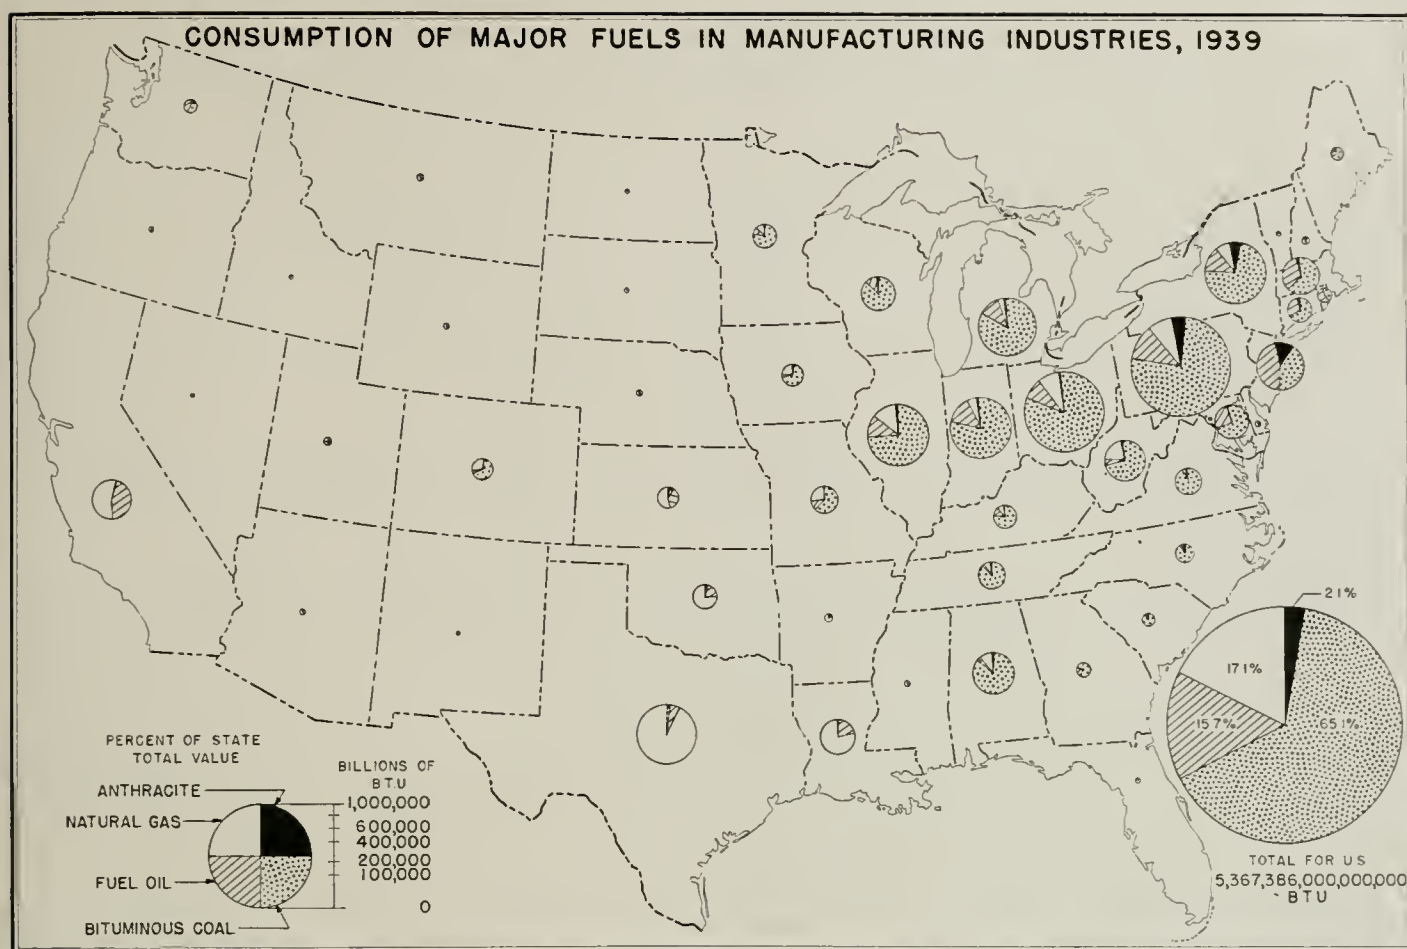 CONSUMPTION OF MAJOR FUELS IN MANUFACTURING INDUSTRIES, 1939
2.1%
17.1%
15.7%
65.1%
TOTAL FOR US
5,367,386,000,000,000
BTU
PERCENT OF STATE
TOTAL VALUE
ANTHRACITE
NATURAL GAS
FUEL OIL
BITUMINOUS COAL
BILLIONS OF
B.T.U
1,000,000
600,000
400,000
200,000
100,000
0